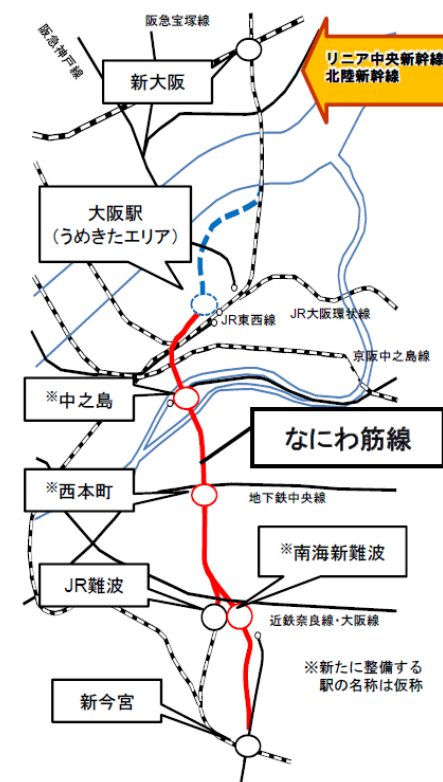 阪急宝塚線
阪急神戸線
リニア中央新幹線
北陸新幹線
新大阪
大阪駅
（うめきたエリア）
JR東西線
JR大阪環状線
京阪中之島線
※中之島
なにわ筋線
※西本町
地下鉄中央線
※南海新難波
JR難波
近鉄奈良線・大阪線
※新たに整備する
駅の名称は仮称
新今宮